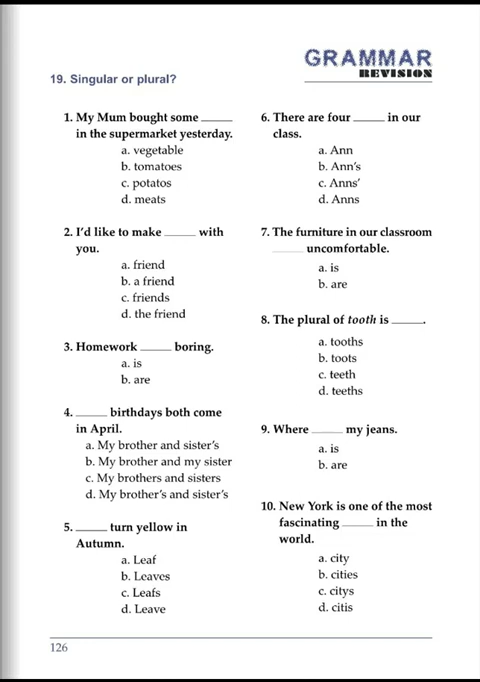 GRAMMAR
REVISION
19. Singular or plural?
1. My Mum bought some _____
in the supermarket yesterday.
a. vegetable
b. tomatoes
c. potatos
d. meats
2. I'd like to make _____ with
you.
a. friend
b. a friend
c. friends
d. the friend
3. Homework _____ boring.
a. is
b. are
4. _____ birthdays both come
in April.
a. My brother and sister's
b. My brother and my sister
c. My brothers and sisters
d. My brother's and sister's
5. _____ turn yellow in
Autumn.
a. Leaf
b. Leaves
c. Leafs
d. Leave
6. There are four _____ in our
class.
a. Ann
b. Ann's
c. Anns'
d. Anns
7. The furniture in our classroom
_____ uncomfortable.
a. is
b. are
8. The plural of tooth is _____.
a. tooths
b. toots
c. teeth
d. teeths
9. Where _____ my jeans.
a. is
b. are
10. New York is one of the most
fascinating _____ in the
world.
a. city
b. cities
c. citys
d. citis
126